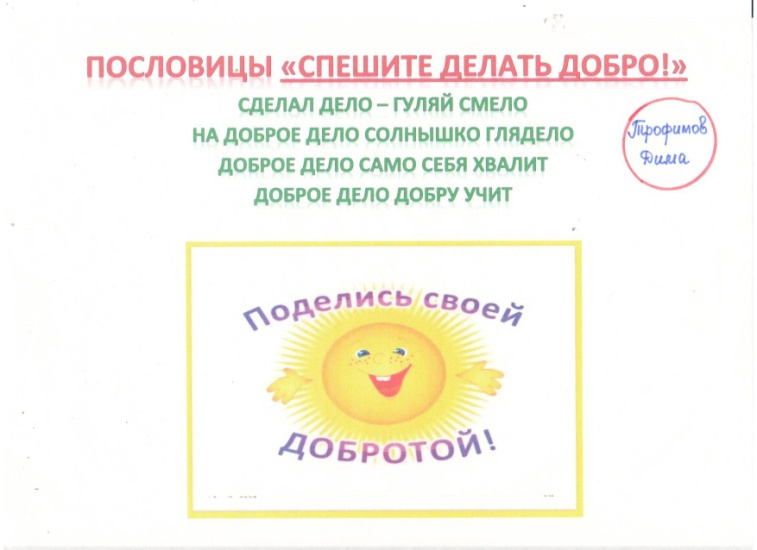 ПОСЛОВИЦЫ «СПЕШИТЕ ДЕЛАТЬ ДОБРО!»
СДЕЛАЛ ДЕЛО – ГУЛЯЙ СМЕЛО
НА ДОБРОЕ ДЕЛО СОЛНЫШКО ГЛЯДЕЛО
ДОБРОЕ ДЕЛО САМО СЕБЯ ХВАЛИТ
ДОБРОЕ ДЕЛО ДОБРУ УЧИТ
Трофимов
Дима
Поделись своей
ДОБРОТОЙ!